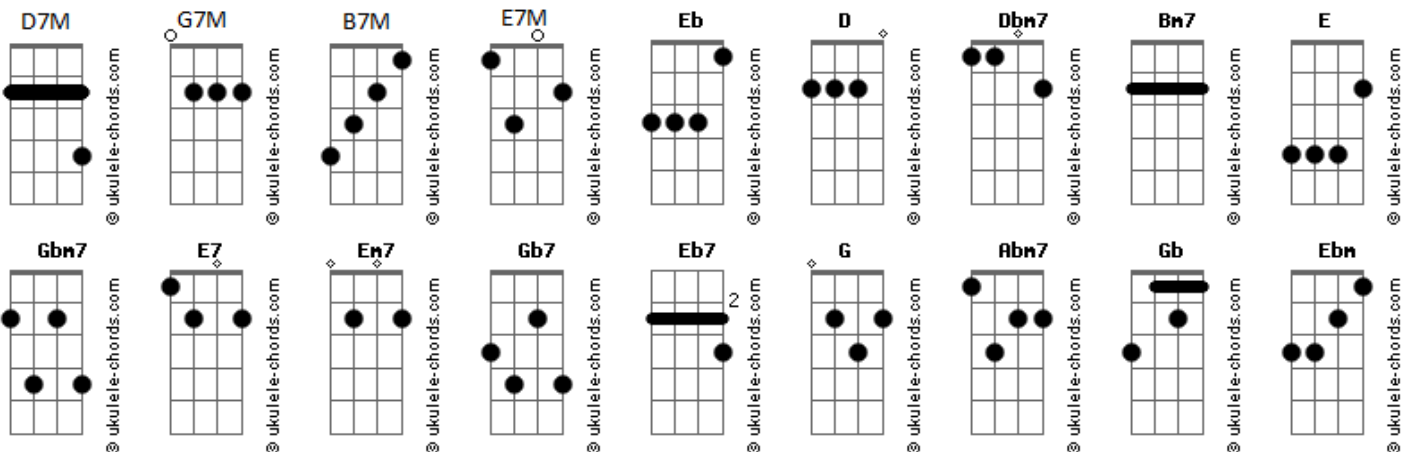 D7M G7M B7M E7M Eb D Dbm7 Bm7 E
© ukulele-chords.com © ukulele-chords.com © ukulele-chords.com © ukulele-chords.com © ukulele-chords.com © ukulele-chords.com © ukulele-chords.com © ukulele-chords.com © ukulele-chords.com
Gbm7 E7 Em7 Gb7 Eb7 G Abm7 Gb Ebm
2
© ukulele-chords.com © ukulele-chords.com © ukulele-chords.com © ukulele-chords.com © ukulele-chords.com © ukulele-chords.com © ukulele-chords.com © ukulele-chords.com © ukulele-chords.com